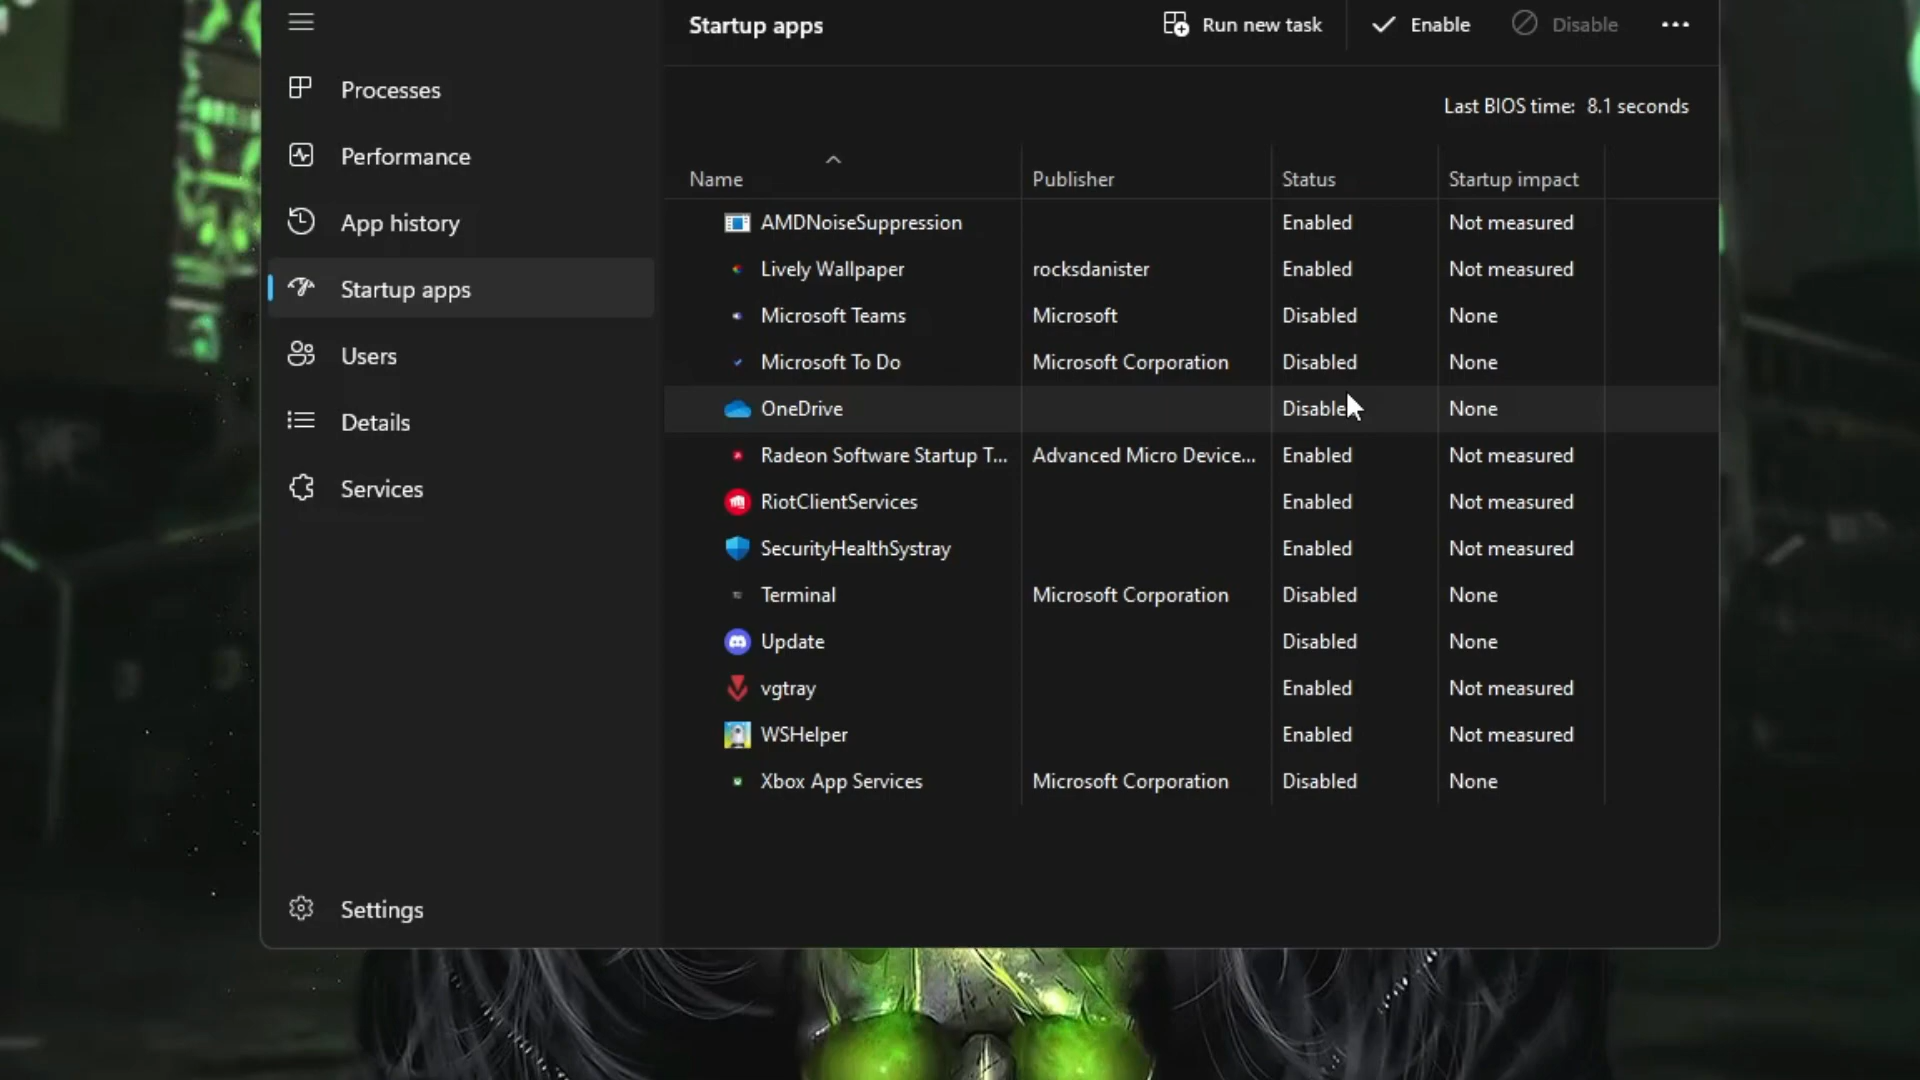 Startup apps
Run new task
Enable
Disable
Processes
Performance
App history
Startup apps
Users
Details
Services
Settings
Last BIOS time: 8.1 seconds
Name Publisher Status Startup impact
AMDNoiseSuppression Enabled Not measured
Lively Wallpaper rocksdanister Enabled Not measured
Microsoft Teams Microsoft Disabled None
Microsoft To Do Microsoft Corporation Disabled None
OneDrive Disable None
Radeon Software Startup T... Advanced Micro Device... Enabled Not measured
RiotClientServices Enabled Not measured
SecurityHealthSystray Enabled Not measured
Terminal Microsoft Corporation Disabled None
Update Disabled None
vgtray Enabled Not measured
WSHelper Enabled Not measured
Xbox App Services Microsoft Corporation Disabled None